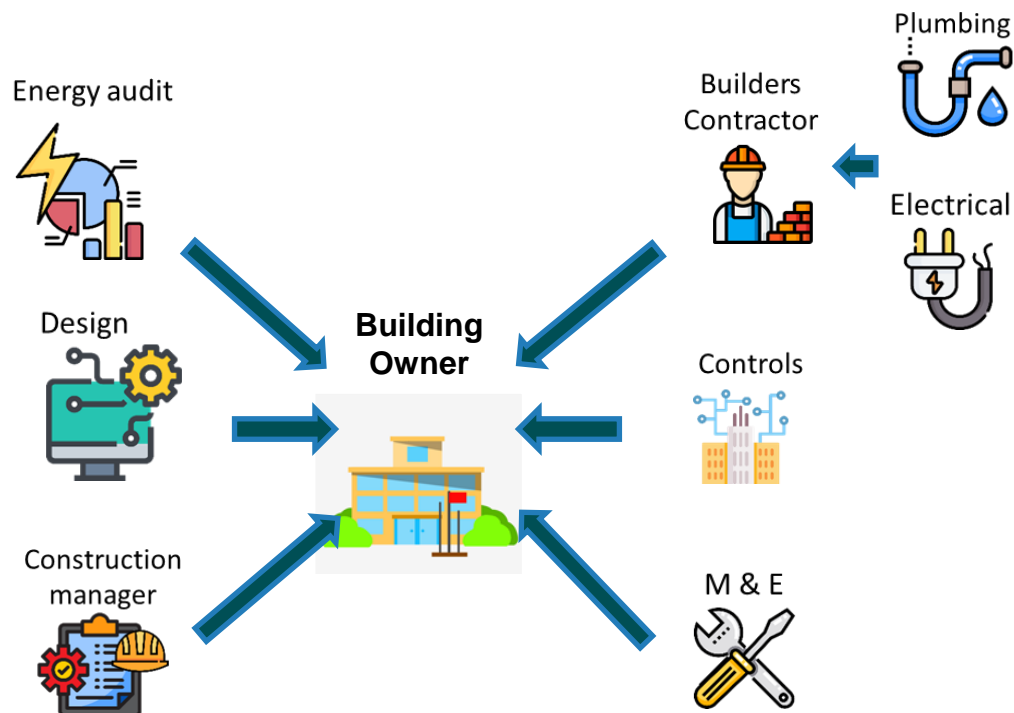 Plumbing
Energy audit
Builders
Contractor
Electrical
Design
Building
Owner
Controls
Construction
manager
M & E